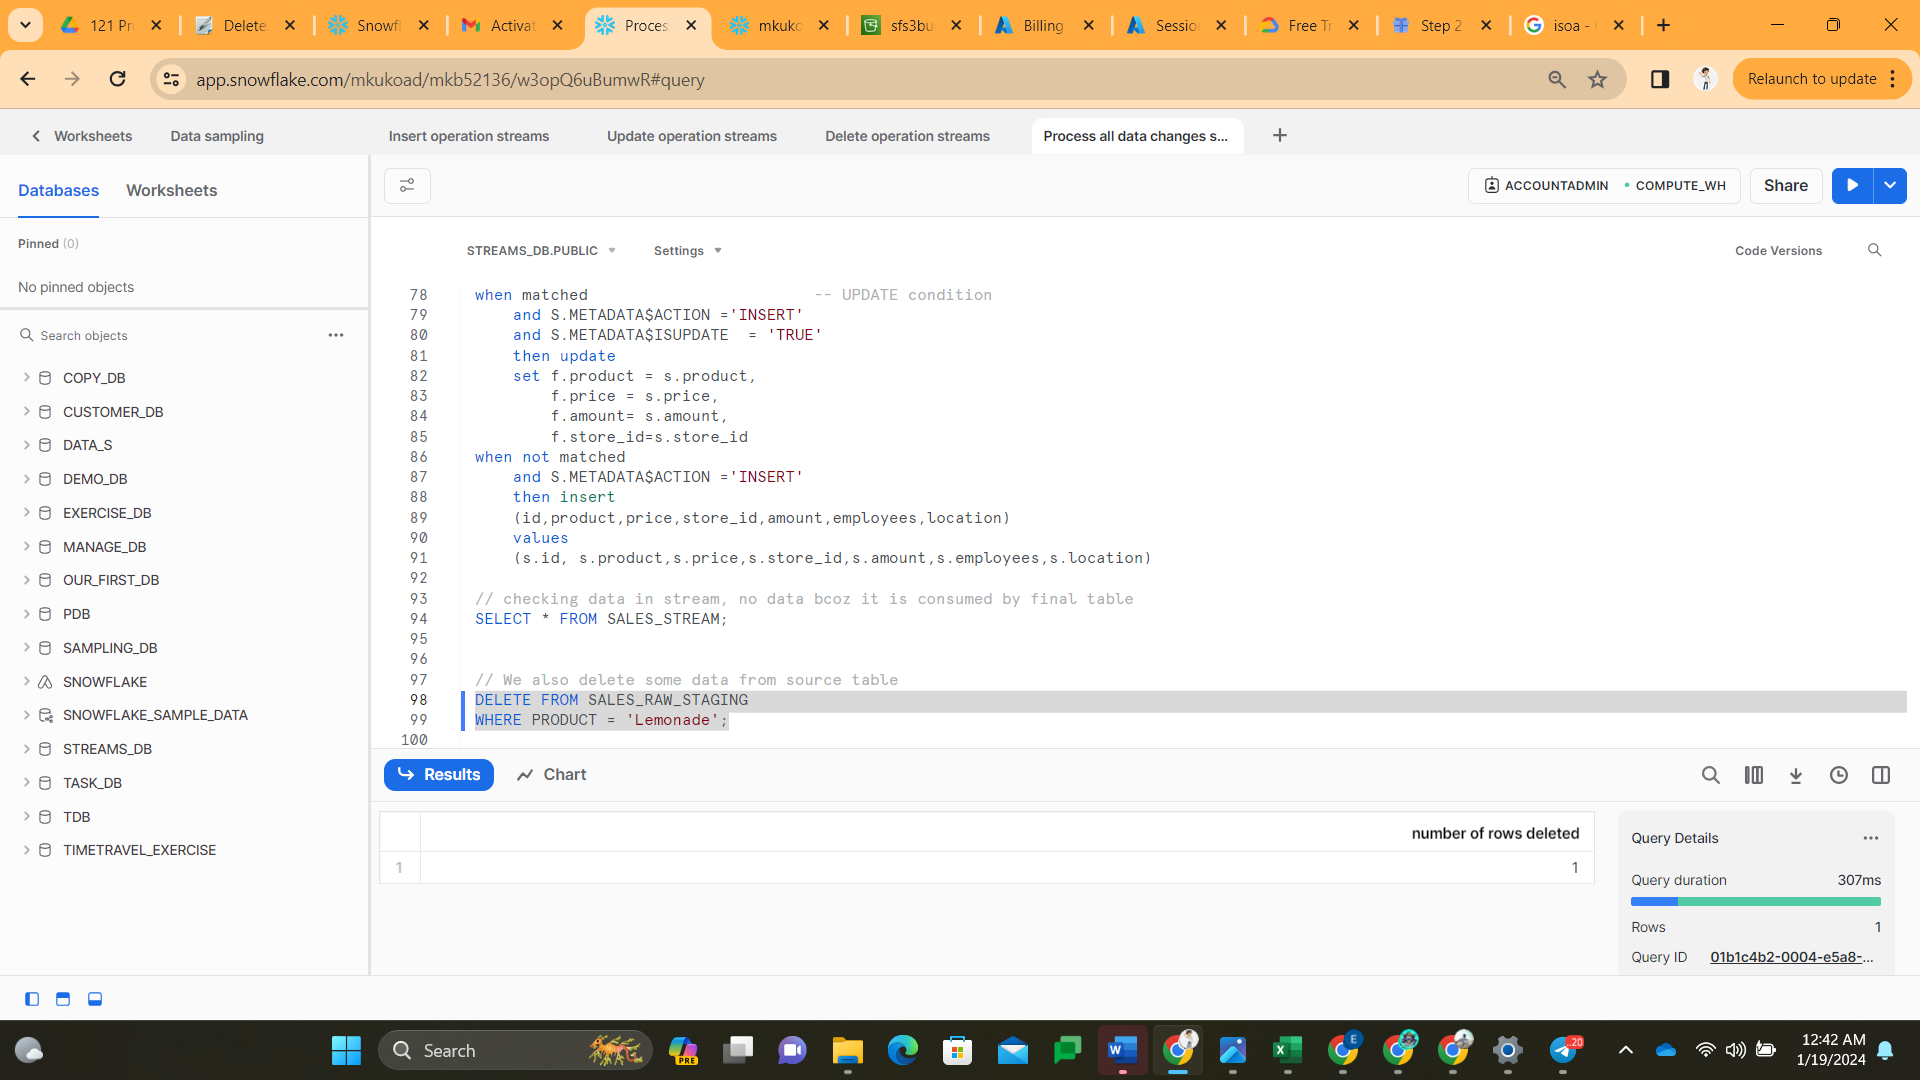 121 Pr
Delete
Snowfl
Activat
Proces
mkuko
sfs3bu
Billing
Sessio
Free Tr
Step 2
isoa -
app.snowflake.com/mkukoad/mkb52136/w3opQ6uBumwR#query
Relaunch to update
Worksheets
Data sampling
Insert operation streams
Update operation streams
Delete operation streams
Process all data changes s...
Databases
Worksheets
ACCOUNTADMIN
COMPUTE_WH
Share
Pinned (0)
No pinned objects
Search objects
COPY_DB
CUSTOMER_DB
DATA_S
DEMO_DB
EXERCISE_DB
MANAGE_DB
OUR_FIRST_DB
PDB
SAMPLING_DB
SNOWFLAKE
SNOWFLAKE_SAMPLE_DATA
STREAMS_DB
TASK_DB
TDB
TIMETRAVEL_EXERCISE
STREAMS_DB.PUBLIC
Settings
Code Versions
78 when matched -- UPDATE condition
79 and S.METADATA$ACTION ='INSERT'
80 and S.METADATA$ISUPDATE = 'TRUE'
81 then update
82 set f.product = s.product,
83 f.price = s.price,
84 f.amount= s.amount,
85 f.store_id=s.store_id
86 when not matched
87 and S.METADATA$ACTION ='INSERT'
88 then insert
89 (id,product,price,store_id,amount,employees,location)
90 values
91 (s.id, s.product,s.price,s.store_id,s.amount,s.employees,s.location)
92
93 // checking data in stream, no data bcoz it is consumed by final table
94 SELECT * FROM SALES_STREAM;
95
96
97 // We also delete some data from source table
98 DELETE FROM SALES_RAW_STAGING
99 WHERE PRODUCT = 'Lemonade';
100
Results
Chart
number of rows deleted
1 1
Query Details
Query duration 307ms
Rows 1
Query ID 01b1c4b2-0004-e5a8-...
Search
PRE
W
X
E
20
12:42 AM
1/19/2024